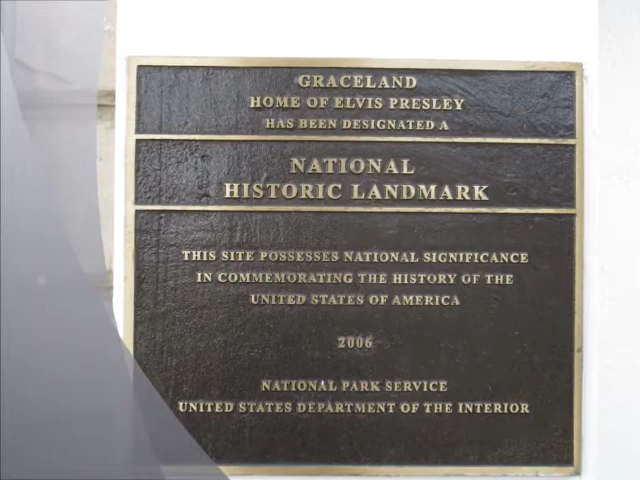 GRACELAND
HOME OF ELVIS PRESLEY
HAS BEEN DESIGNATED A
NATIONAL
HISTORIC LANDMARK
THIS SITE POSSESSES NATIONAL SIGNIFICANCE
IN COMMEMORATING THE HISTORY OF THE
UNITED STATES OF AMERICA
2006
NATIONAL PARK SERVICE
UNITED STATES DEPARTMENT OF THE INTERIOR